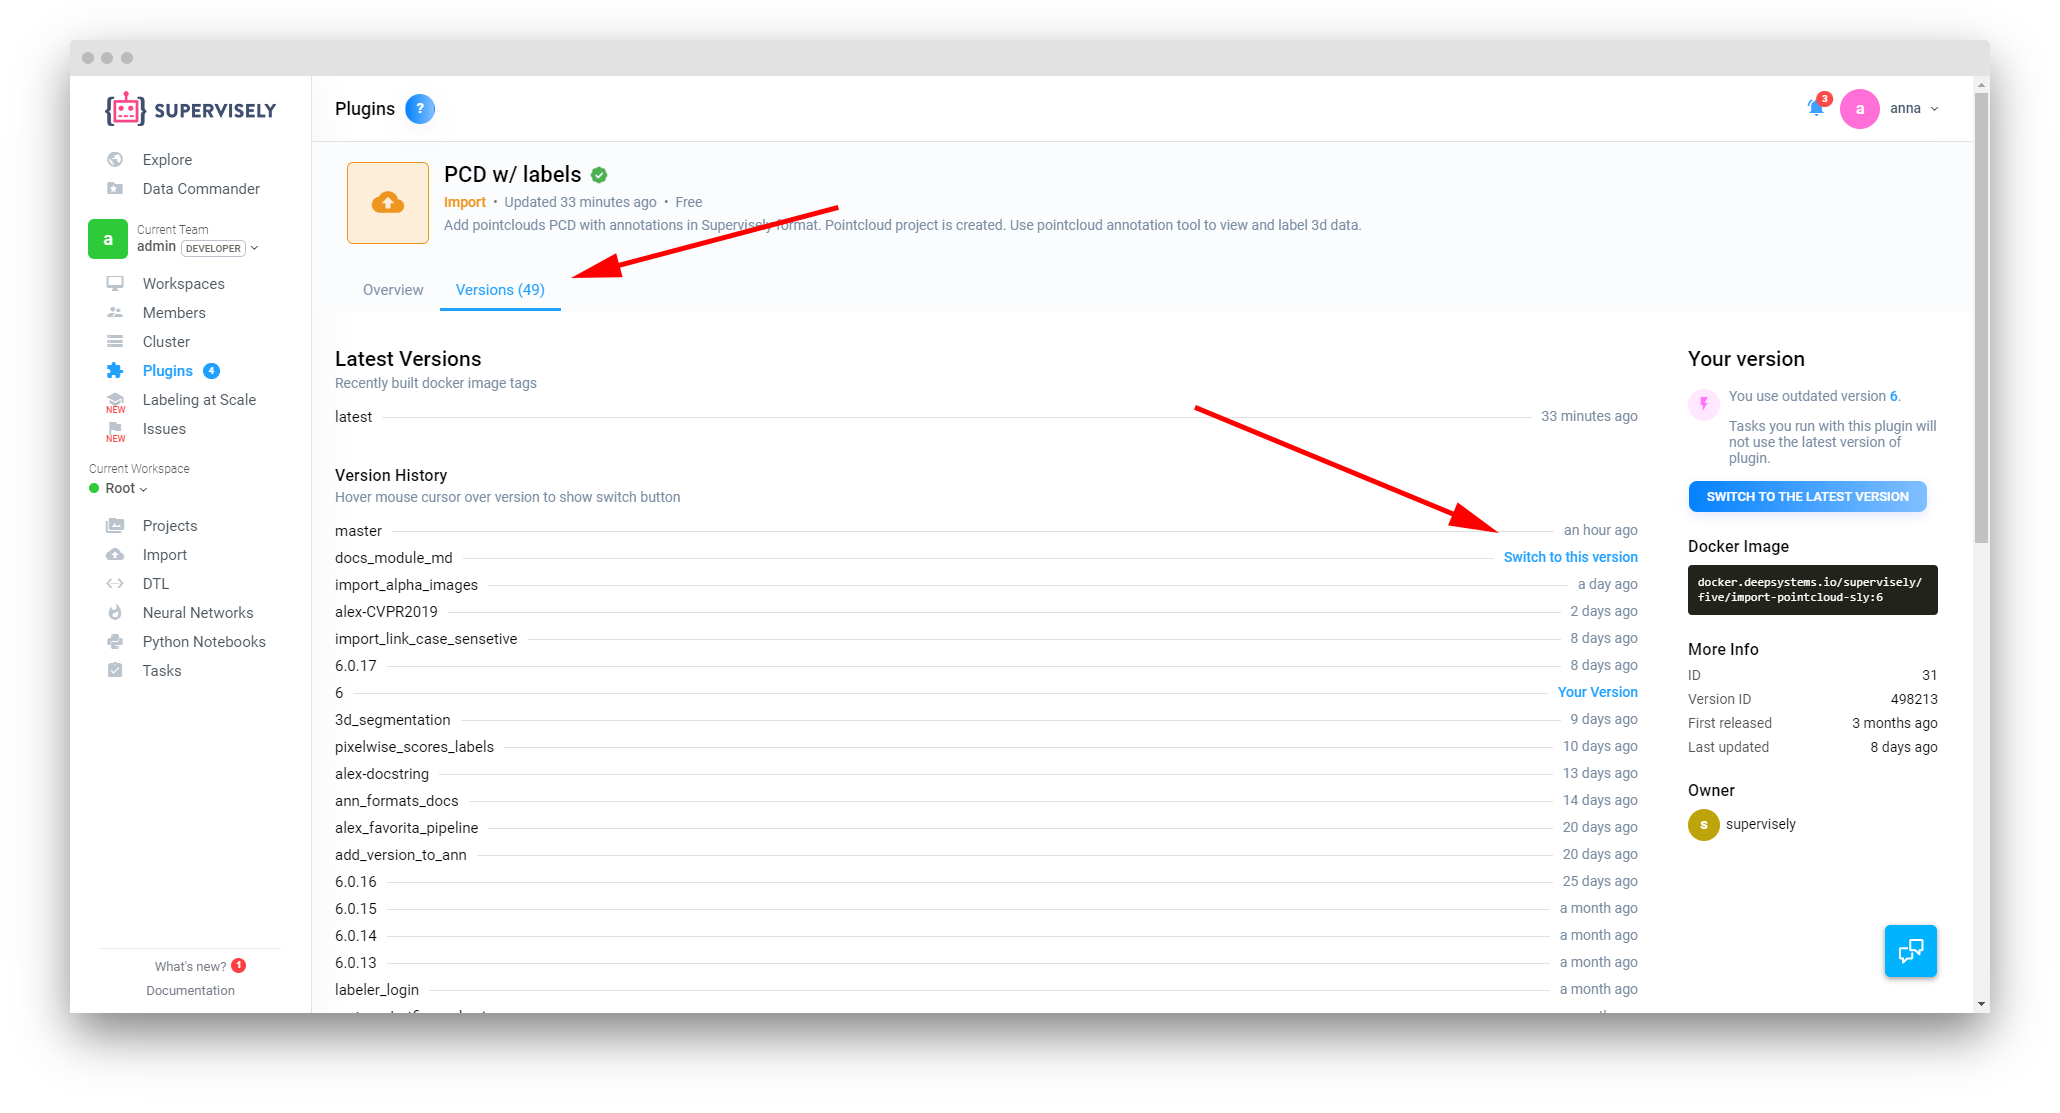 SUPERVISELY
Explore
Data Commander
a
Current Team
admin DEVELOPER
Workspaces
Members
Cluster
Plugins 4
Labeling at Scale
NEW
Issues
NEW
Current Workspace
Root
Projects
Import
DTL
Neural Networks
Python Notebooks
Tasks
What's new? 1
Documentation
Plugins ?
3
a anna
PCD w/ labels
Import • Updated 33 minutes ago • Free
Add pointclouds PCD with annotations in Supervisely format. Pointcloud project is created. Use pointcloud annotation tool to view and label 3d data.
Overview Versions (49)
Latest Versions
Recently built docker image tags
latest 33 minutes ago
Version History
Hover mouse cursor over version to show switch button
master an hour ago
docs_module_md Switch to this version
import_alpha_images a day ago
alex-CVPR2019 2 days ago
import_link_case_sensetive 8 days ago
6.0.17 8 days ago
6 Your Version
3d_segmentation 9 days ago
pixelwise_scores_labels 10 days ago
alex-docstring 13 days ago
ann_formats_docs 14 days ago
alex_favorita_pipeline 20 days ago
add_version_to_ann 20 days ago
6.0.16 25 days ago
6.0.15 a month ago
6.0.14 a month ago
6.0.13 a month ago
labeler_login a month ago
Your version
You use outdated version 6.
Tasks you run with this plugin will
not use the latest version of
plugin.
SWITCH TO THE LATEST VERSION
Docker Image
docker.deepsystems.io/supervisely/
five/import-pointcloud-sly:6
More Info
ID 31
Version ID 498213
First released 3 months ago
Last updated 8 days ago
Owner
s supervisely